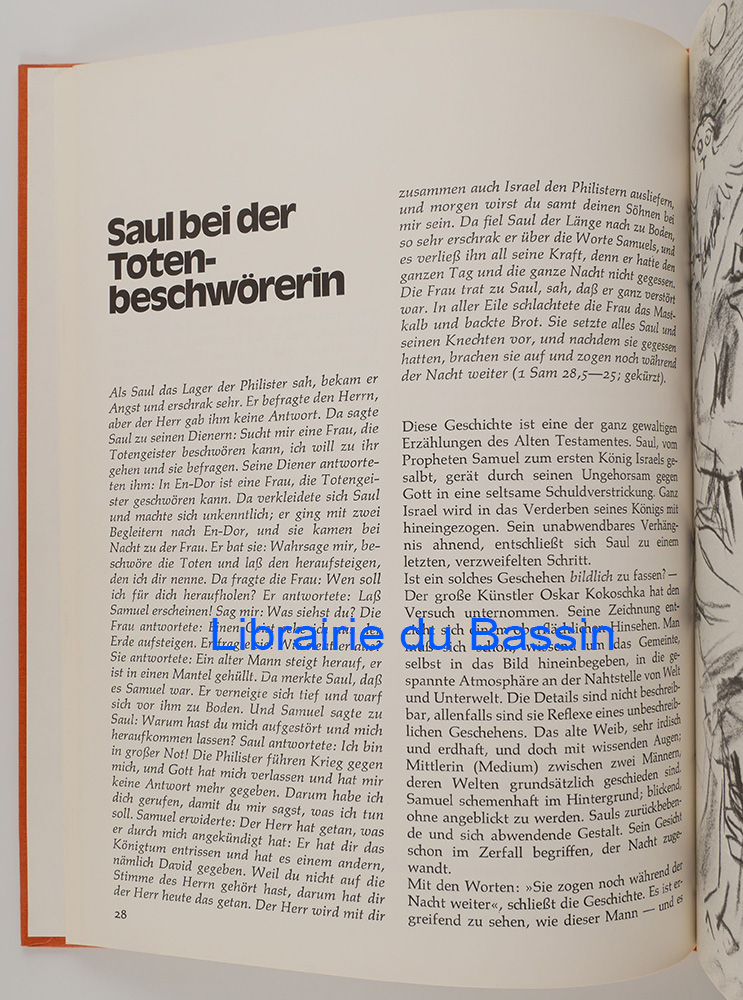 Saul bei der
Toten-
beschwörerin
Als Saul das Lager der Philister sah, bekam er
Angst und erschrak sehr. Er befragte den Herrn,
aber der Herr gab ihm keine Antwort. Da sagte
Saul zu seinen Dienern: Sucht mir eine Frau, die
Totengeister beschwören kann, ich will zu ihr
gehen und sie befragen. Seine Diener antworte-
ten ihm: In En-Dor ist eine Frau, die Totengei-
ster geschwören kann. Da verkleidete sich Saul
und machte sich unkenntlich; er ging mit zwei
Begleitern nach En-Dor, und sie kamen bei
Nacht zu der Frau. Er bat sie: Wahrsage mir, be-
schwöre die Toten und laß den heraufsteigen,
den ich dir nenne. Da fragte die Frau: Wen soll
ich für dich heraufholen? Er antwortete: Laß
Samuel erscheinen! Sag mir: Was siehst du? Die
Frau antwortete: Einen
Erde aufsteigen. Er
Sie antwortete: Ein alter Mann steigt herauf, er
ist in einen Mantel gehüllt. Da merkte Saul, daß
es Samuel war. Er verneigte sich tief und warf
sich vor ihm zu Boden. Und Samuel sagte zu
Saul: Warum hast du mich aufgestört und mich
heraufkommen lassen? Saul antwortete: Ich bin
in großer Not! Die Philister führen Krieg gegen
mich, und Gott hat mich verlassen und hat mir
keine Antwort mehr gegeben. Darum habe ich
dich gerufen, damit du mir sagst, was ich tun
soll. Samuel erwiderte: Der Herr hat getan, was
er durch mich angekündigt hat: Er hat dir das
Königtum entrissen und hat es einem andern,
nämlich David gegeben. Weil du nicht auf die
Stimme des Herrn gehört hast, darum hat dir
der Herr heute das getan. Der Herr wird mit dir
28
zusammen auch Israel den Philistern ausliefern,
und morgen wirst du samt deinen Söhnen bei
mir sein. Da fiel Saul der Länge nach zu Boden,
so sehr erschrak er über die Worte Samuels, und
es verließ ihn all seine Kraft, denn er hatte den
ganzen Tag und die ganze Nacht nicht gegessen.
Die Frau trat zu Saul, sah, daß er ganz verstört
war. In aller Eile schlachtete die Frau das Mast-
kalb und backte Brot. Sie setzte alles Saul und
seinen Knechten vor, und nachdem sie gegessen
hatten, brachen sie auf und zogen noch während
der Nacht weiter (1 Sam 28,5—25; gekürzt).
Diese Geschichte ist eine der ganz gewaltigen
Erzählungen des Alten Testamentes. Saul, vom
Propheten Samuel zum ersten König Israels ge-
salbt, gerät durch seinen Ungehorsam gegen
Gott in eine seltsame Schuldverstrickung. Ganz
Israel wird in das Verderben seines Königs mit
hineingezogen. Sein unabwendbares Verhäng-
nis ahnend, entschließt sich Saul zu einem
letzten, verzweifelten Schritt.
Ist ein solches Geschehen bildlich zu fassen? —
Der große Künstler Oskar Kokoschka hat den
Versuch unternommen. Seine Zeichnung ent-
zieht sich einem oberflächlichen Hinsehen. Man
muß sich schon, wissend um das Gemeinte,
selbst in das Bild hineinbegeben, in die ge-
spannte Atmosphäre an der Nahtstelle von Welt
und Unterwelt. Die Details sind nicht beschreib-
bar, allenfalls sind sie Reflexe eines unbeschreib-
lichen Geschehens. Das alte Weib, sehr irdisch
und erdhaft, und doch mit wissenden Augen;
Mittlerin (Medium) zwischen zwei Männern,
deren Welten grundsätzlich geschieden sind.
Samuel schemenhaft im Hintergrund; blickend,
ohne angeblickt zu werden. Sauls zurückbeben-
de und sich abwendende Gestalt. Sein Gesicht
schon im Zerfall begriffen, der Nacht zuge-
wandt.
Mit den Worten: »Sie zogen noch während der
Nacht weiter«, schließt die Geschichte. Es ist er-
greifend zu sehen, wie dieser Mann — und es
Librairie du Bassin